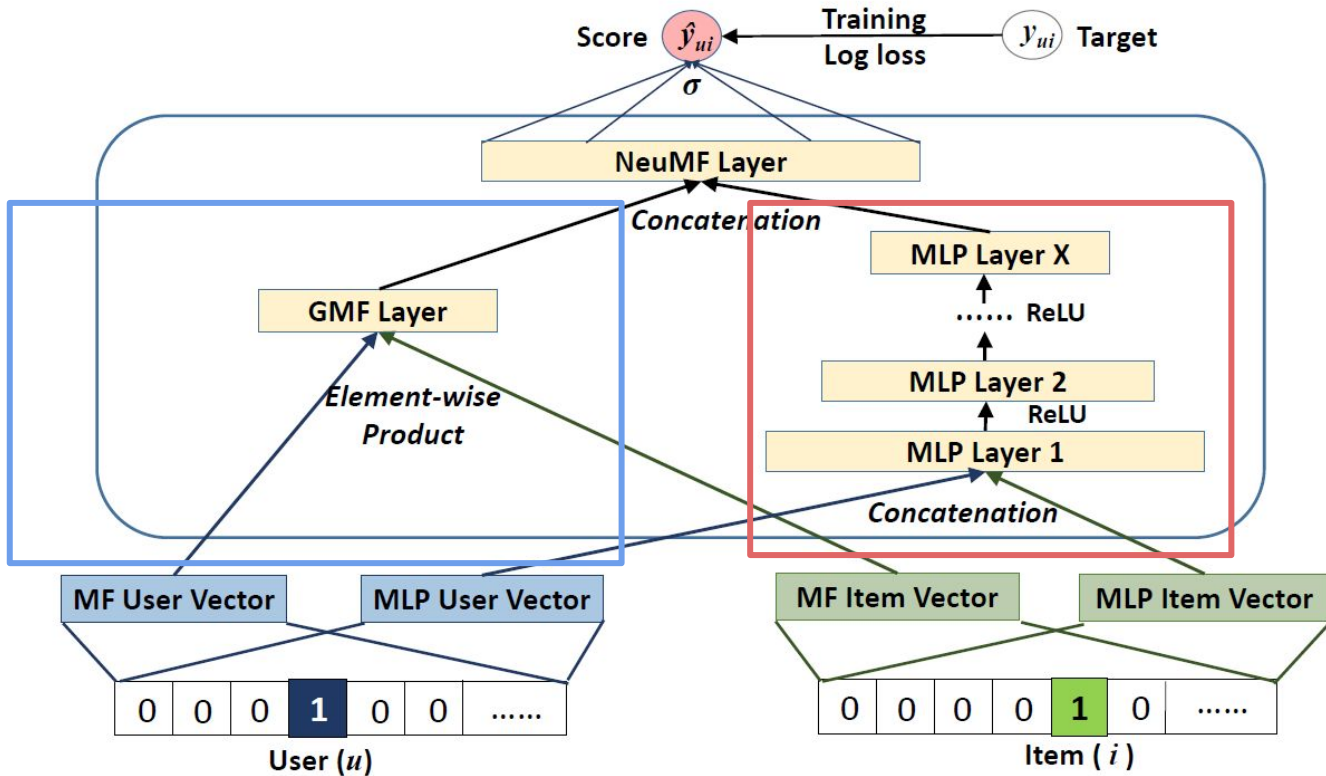 Score ŷui Training yui Target
Log loss
σ
NeuMF Layer
Concatenation
MLP Layer X
GMF Layer
...... ReLU
MLP Layer 2
Element-wise
Product
ReLU
MLP Layer 1
Concatenation
MF User Vector MLP User Vector MF Item Vector MLP Item Vector
0 0 0 1 0 0 ...... 0 0 0 0 1 0 ......
User (u) Item ( i )